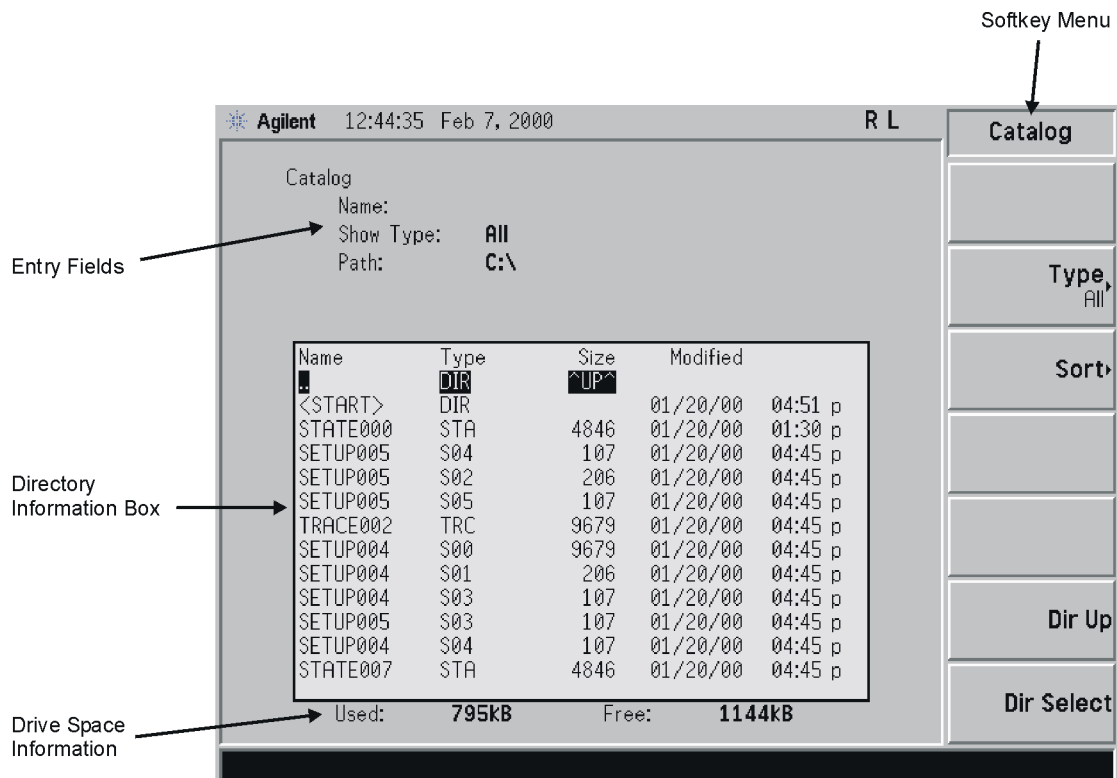 Softkey Menu
Agilent 12:44:35 Feb 7, 2000 R L
Catalog
Catalog
Name:
Show Type: All
Path: C:\
Entry Fields
Type
All
Sort
Name Type Size Modified
.. DIR ^UP^
<START> DIR 01/20/00 04:51 p
STATE000 STA 4846 01/20/00 01:30 p
SETUP005 S04 107 01/20/00 04:45 p
SETUP005 S02 206 01/20/00 04:45 p
SETUP005 S05 107 01/20/00 04:45 p
TRACE002 TRC 9679 01/20/00 04:45 p
SETUP004 S00 9679 01/20/00 04:45 p
SETUP004 S01 206 01/20/00 04:45 p
SETUP004 S03 107 01/20/00 04:45 p
SETUP005 S03 107 01/20/00 04:45 p
SETUP004 S04 107 01/20/00 04:45 p
STATE007 STA 4846 01/20/00 04:45 p
Directory
Information Box
Dir Up
Used: 795kB Free: 1144kB
Dir Select
Drive Space
Information